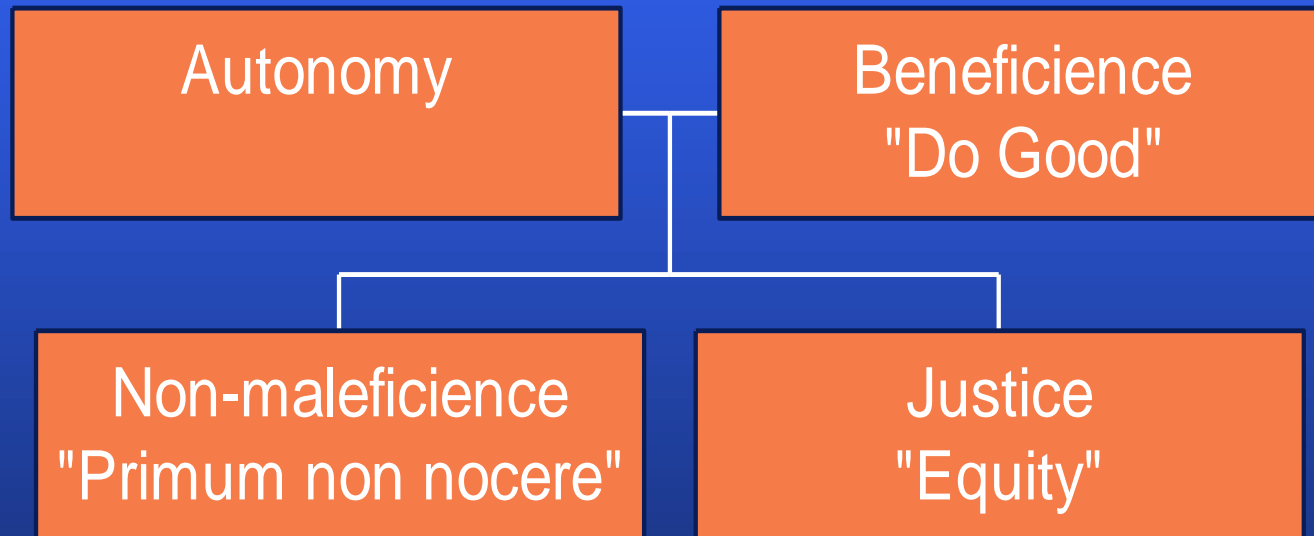 Autonomy
Beneficience
"Do Good"
Non-maleficience
"Primum non nocere"
Justice
"Equity"